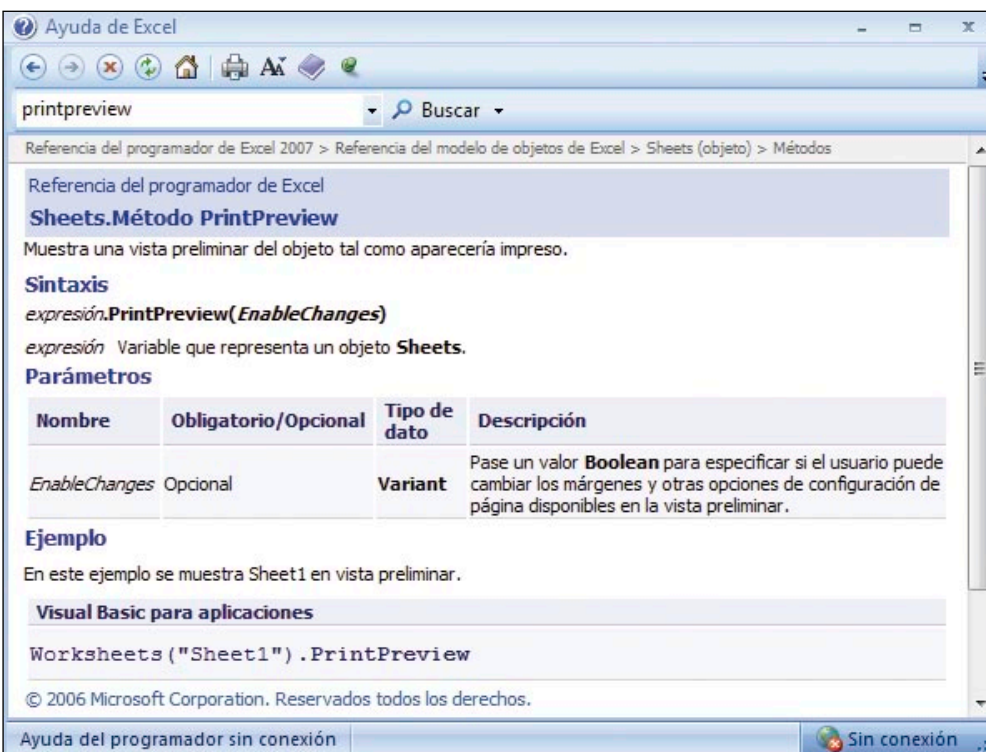 Ayuda de Excel
printpreview
Buscar
Referencia del programador de Excel 2007 > Referencia del modelo de objetos de Excel > Sheets (objeto) > Métodos
Referencia del programador de Excel
Sheets.Método PrintPreview
Muestra una vista preliminar del objeto tal como aparecería impreso.
Sintaxis
expresión.PrintPreview(EnableChanges)
expresión Variable que representa un objeto Sheets.
Parámetros
Nombre Obligatorio/Opcional Tipo de dato Descripción
EnableChanges Opcional Variant Pase un valor Boolean para especificar si el usuario puede
cambiar los márgenes y otras opciones de configuración de
página disponibles en la vista preliminar.
Ejemplo
En este ejemplo se muestra Sheet1 en vista preliminar.
Visual Basic para aplicaciones
Worksheets("Sheet1").PrintPreview
© 2006 Microsoft Corporation. Reservados todos los derechos.
Ayuda del programador sin conexión
Sin conexión